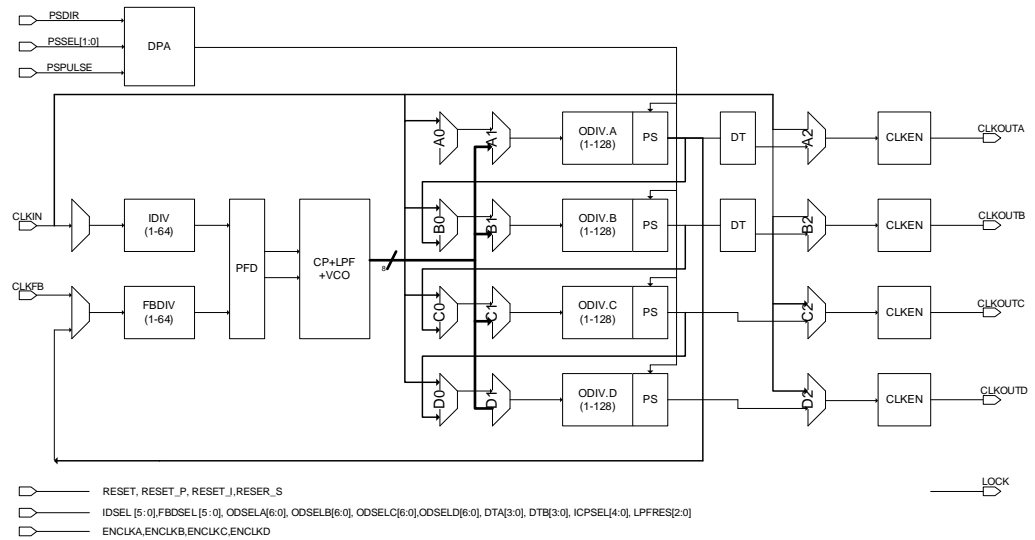 PSDIR
PSSEL[1:0]
PSPULSE
DPA
CLKIN
IDIV
(1-64)
CLKFB
FBDIV
(1-64)
PFD
CP+LPF
+VCO
8
A0
A1
ODIV.A
(1-128)
PS
DT
A2
CLKEN
CLKOUTA
B0
B1
ODIV.B
(1-128)
PS
DT
B2
CLKEN
CLKOUTB
C0
C1
ODIV.C
(1-128)
PS
C2
CLKEN
CLKOUTC
D0
D1
ODIV.D
(1-128)
PS
D2
CLKEN
CLKOUTD
LOCK
RESET, RESET_P, RESET_I,RESER_S
IDSEL [5:0],FBDSEL [5:0], ODSELA[6:0], ODSELB[6:0], ODSELC[6:0],ODSELD[6:0], DTA[3:0], DTB[3:0], ICPSEL[4:0], LPFRES[2:0]
ENCLKA,ENCLKB,ENCLKC,ENCLKD